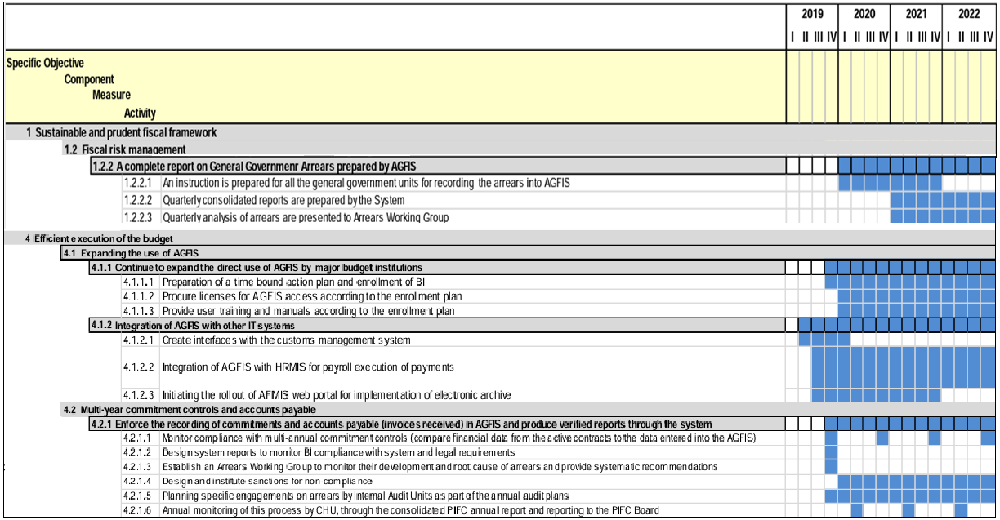 2019 2020 2021 2022
I II III IV I II III IV I II III IV I II III IV
Specific Objective
Component
Measure
Activity
1 Sustainable and prudent fiscal framework
1.2 Fiscal risk management
1.2.2 A complete report on General Governmenr Arrears prepared by AGFIS
1.2.2.1 An instruction is prepared for all the general government units for recording the arrears into AGFIS
1.2.2.2 Quarterly consolidated reports are prepared by the System
1.2.2.3 Quarterly analysis of arrears are presented to Arrears Working Group
4 Efficient execution of the budget
4.1 Expanding the use of AGFIS
4.1.1 Continue to expand the direct use of AGFIS by major budget institutions
4.1.1.1 Preparation of a time bound action plan and enrollment of BI
4.1.1.2 Procure licenses for AGFIS access according to the enrollment plan
4.1.1.3 Provide user training and manuals according to the enrollment plan
4.1.2 Integration of AGFIS with other IT systems
4.1.2.1 Create interfaces with the customs management system
4.1.2.2 Integration of AGFIS with HRMIS for payroll execution of payments
4.1.2.3 Initiating the rollout of AFMIS web portal for implementation of electronic archive
4.2 Multi-year commitment controls and accounts payable
4.2.1 Enforce the recording of commitments and accounts payable (invoices received) in AGFIS and produce verified reports through the system
4.2.1.1 Monitor compliance with multi-annual commitment controls (compare financial data from the active contracts to the data entered into the AGFIS)
4.2.1.2 Design system reports to monitor BI compliance with system and legal requirements
4.2.1.3 Establish an Arrears Working Group to monitor their development and root cause of arrears and provide systematic recommendations
4.2.1.4 Design and institute sanctions for non-compliance
4.2.1.5 Planning specific engagements on arrears by Internal Audit Units as part of the annual audit plans
4.2.1.6 Annual monitoring of this process by CHU, through the consolidated PIFC annual report and reporting to the PIFC Board